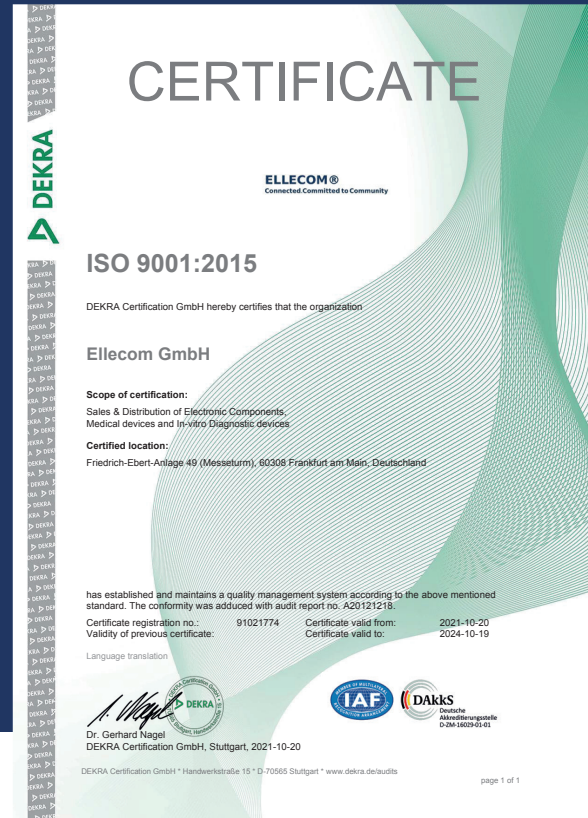 CERTIFICATE
DEKRA
ELLECOM®
Connected.Committed to Community
ISO 9001:2015
DEKRA Certification GmbH hereby certifies that the organization
Ellecom GmbH
Scope of certification:
Sales & Distribution of Electronic Components,
Medical devices and In-vitro Diagnostic devices
Certified location:
Friedrich-Ebert-Anlage 49 (Messeturm), 60308 Frankfurt am Main, Deutschland
has established and maintains a quality management system according to the above mentioned
standard. The conformity was adduced with audit report no. A20121218.
Certificate registration no.: 91021774 Certificate valid from: 2021-10-20
Validity of previous certificate: Certificate valid to: 2024-10-19
Language translation
DEKRA
MEMBER OF MULTILATERAL
RECOGNITION ARRANGEMENT
IAF
DAkkS
Deutsche
Akkreditierungsstelle
D-ZM-16029-01-01
Dr. Gerhard Nagel
DEKRA Certification GmbH, Stuttgart, 2021-10-20
DEKRA Certification GmbH * Handwerkstraße 15 * D-70565 Stuttgart * www.dekra.de/audits
page 1 of 1